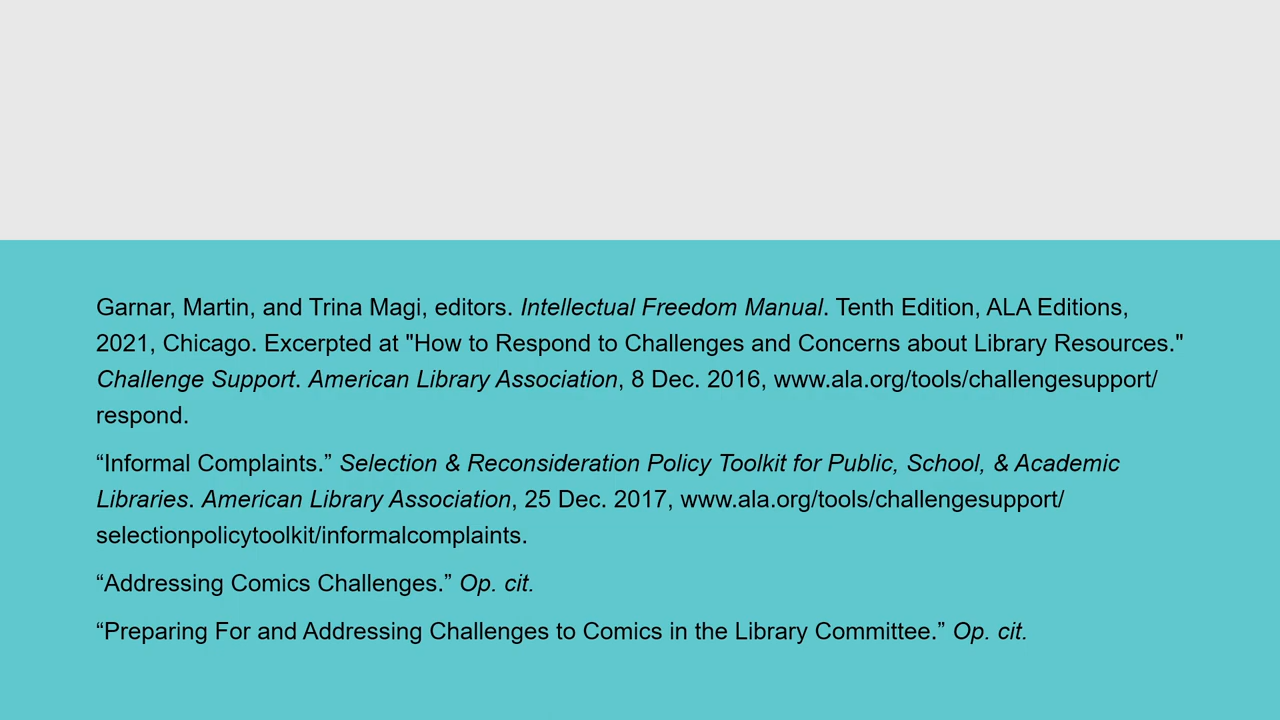 Garnar, Martin, and Trina Magi, editors. Intellectual Freedom Manual. Tenth Edition, ALA Editions,
2021, Chicago. Excerpted at "How to Respond to Challenges and Concerns about Library Resources."
Challenge Support. American Library Association, 8 Dec. 2016, www.ala.org/tools/challengesupport/
respond.
“Informal Complaints.” Selection & Reconsideration Policy Toolkit for Public, School, & Academic
Libraries. American Library Association, 25 Dec. 2017, www.ala.org/tools/challengesupport/
selectionpolicytoolkit/informalcomplaints.
“Addressing Comics Challenges.” Op. cit.
“Preparing For and Addressing Challenges to Comics in the Library Committee.” Op. cit.